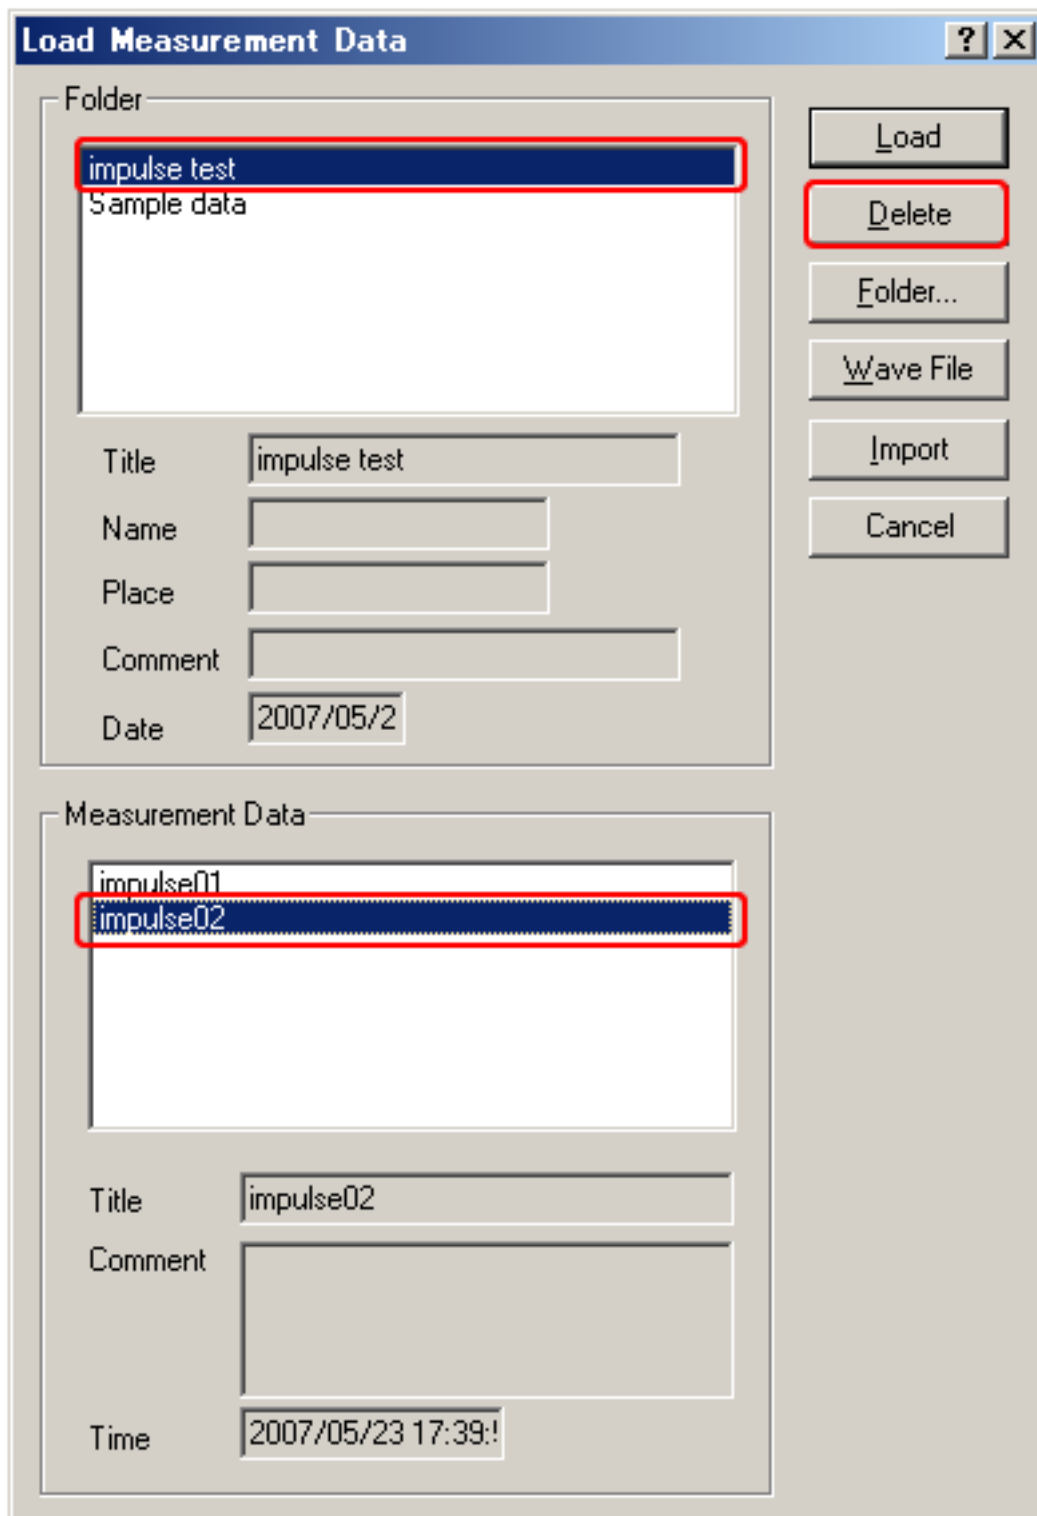 Load Measurement Data
Folder
impulse test
Sample data
Title impulse test
Name
Place
Comment
Date 2007/05/2
Load
Delete
Folder...
Wave File
Import
Cancel
Measurement Data
impulse01
impulse02
Title impulse02
Comment
Time 2007/05/23 17:39: